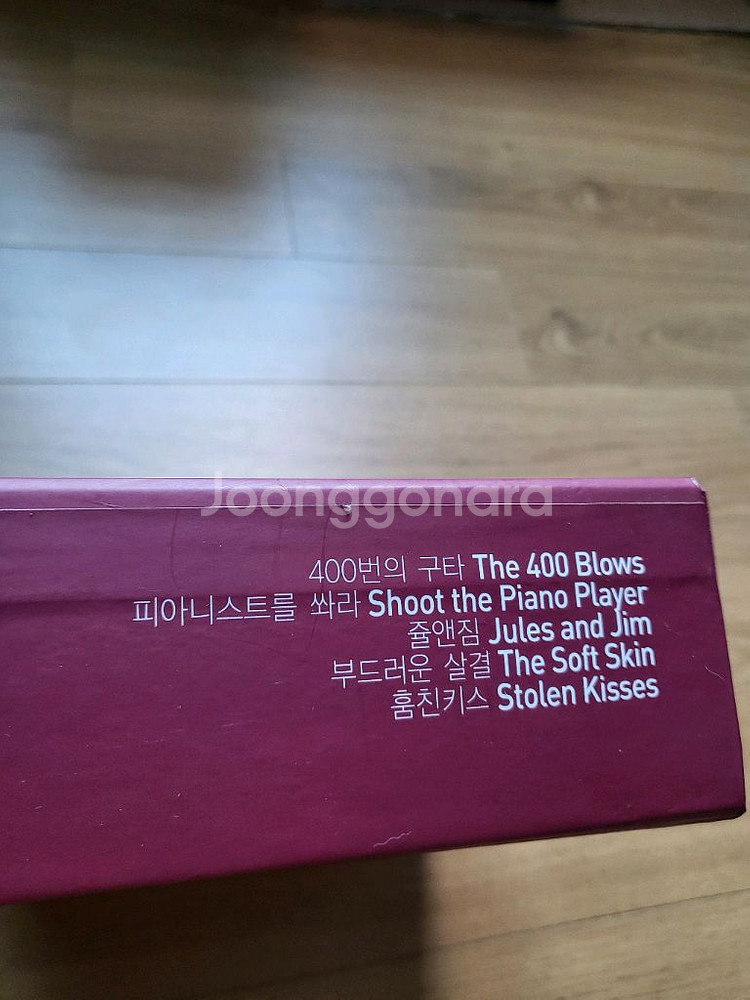 Joonggonara
400번의 구타 The 400 Blows
피아니스트를 쏴라 Shoot the Piano Player
쥴앤짐 Jules and Jim
부드러운 살결 The Soft Skin
훔친키스 Stolen Kisses